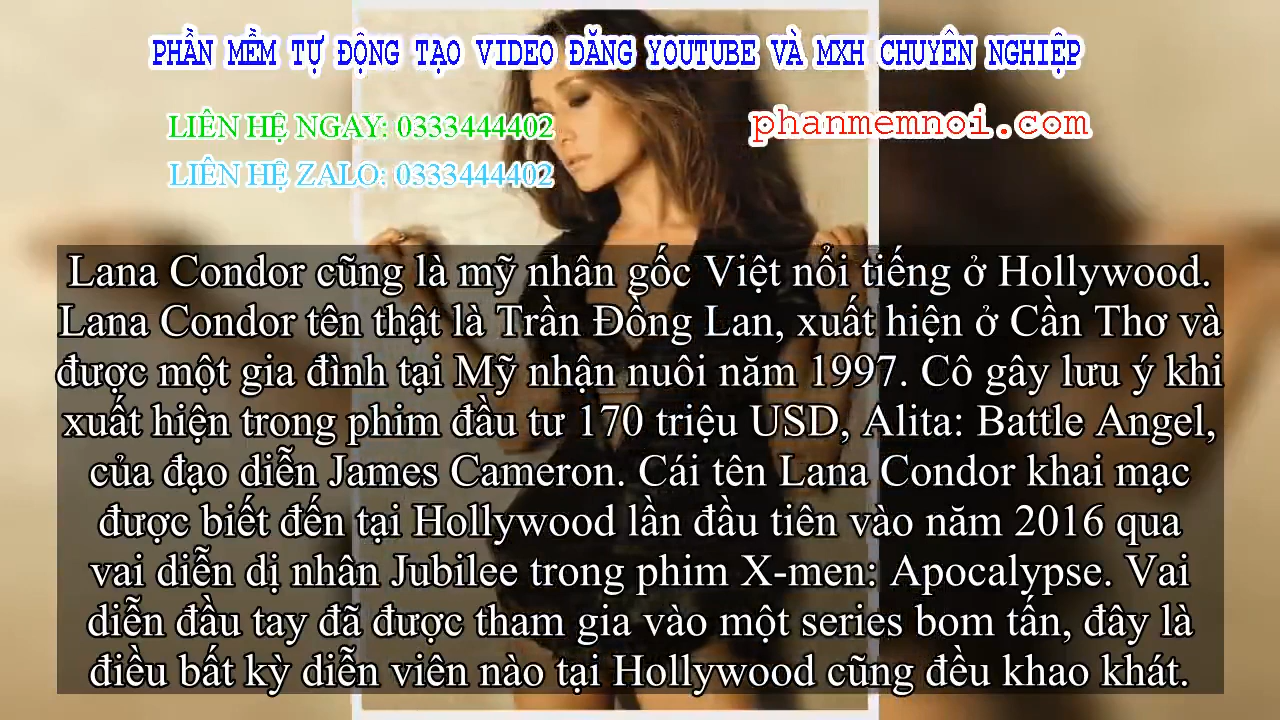 PHẦN MỀM TỰ ĐỘNG TẠO VIDEO ĐĂNG YOUTUBE VÀ MXH CHUYÊN NGHIỆP
LIÊN HỆ NGAY: 0333444402
phanmemnoi.com
LIÊN HỆ ZALO: 0333444402
Lana Condor cũng là mỹ nhân gốc Việt nổi tiếng ở Hollywood.
Lana Condor tên thật là Trần Đồng Lan, xuất hiện ở Cần Thơ và
được một gia đình tại Mỹ nhận nuôi năm 1997. Cô gây lưu ý khi
xuất hiện trong phim đầu tư 170 triệu USD, Alita: Battle Angel,
của đạo diễn James Cameron. Cái tên Lana Condor khai mạc
được biết đến tại Hollywood lần đầu tiên vào năm 2016 qua
vai diễn dị nhân Jubilee trong phim X-men: Apocalypse. Vai
diễn đầu tay đã được tham gia vào một series bom tấn, đây là
điều bất kỳ diễn viên nào tại Hollywood cũng đều khao khát.